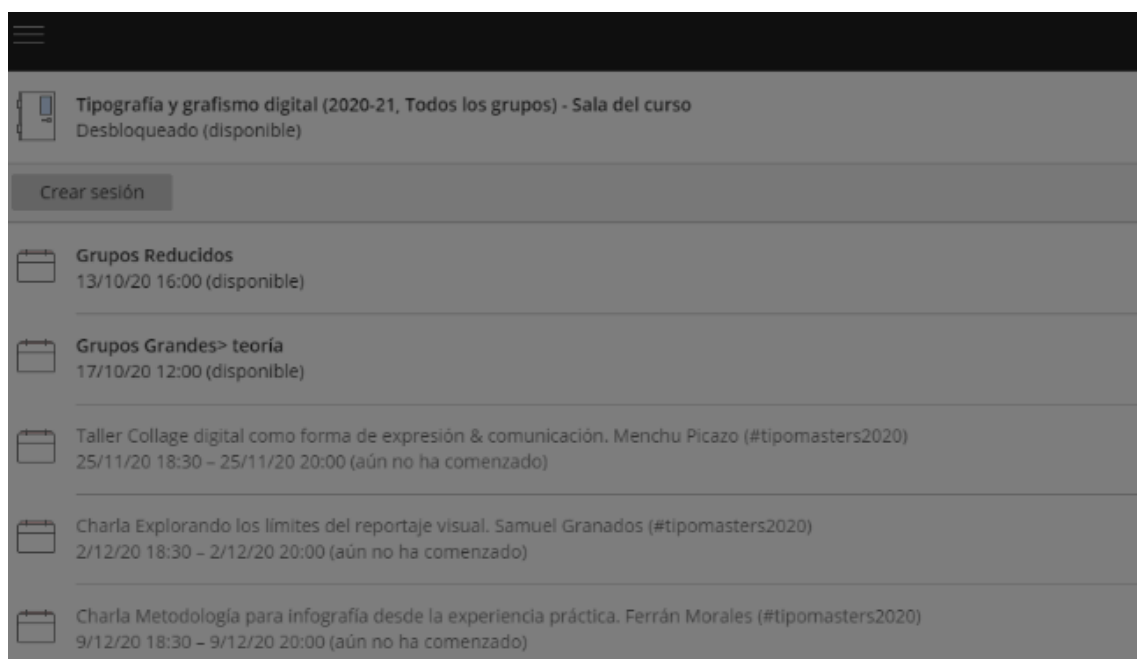 Tipografía y grafismo digital (2020-21, Todos los grupos) - Sala del curso
Desbloqueado (disponible)
Crear sesión
Grupos Reducidos
13/10/20 16:00 (disponible)
Grupos Grandes> teoría
17/10/20 12:00 (disponible)
Taller Collage digital como forma de expresión & comunicación. Menchu Picazo (#tipomasters2020)
25/11/20 18:30 – 25/11/20 20:00 (aún no ha comenzado)
Charla Explorando los límites del reportaje visual. Samuel Granados (#tipomasters2020)
2/12/20 18:30 – 2/12/20 20:00 (aún no ha comenzado)
Charla Metodología para infografía desde la experiencia práctica. Ferrán Morales (#tipomasters2020)
9/12/20 18:30 – 9/12/20 20:00 (aún no ha comenzado)